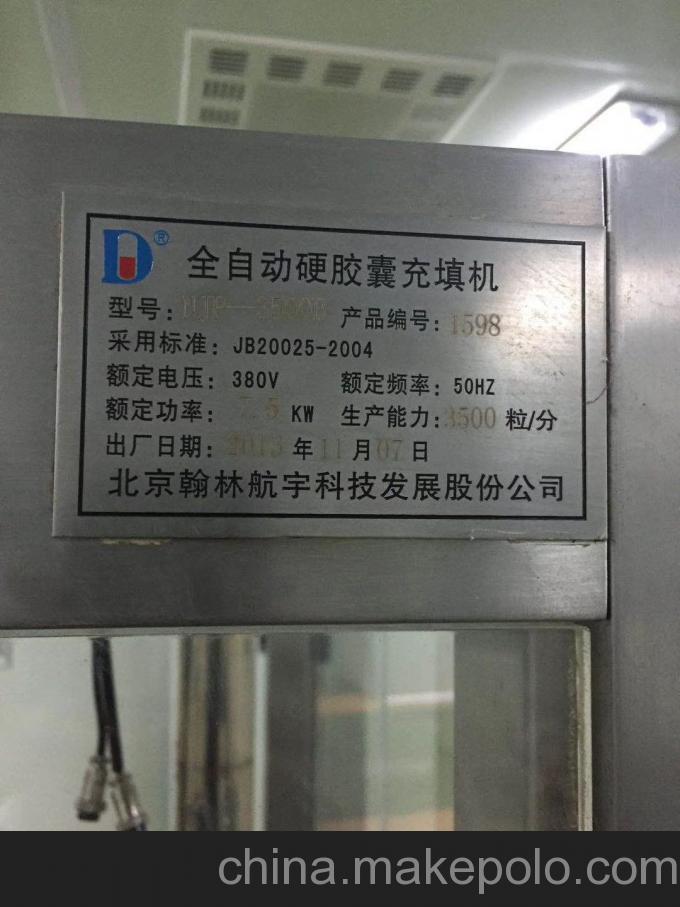 D®
全自动硬胶囊充填机
型号: 产品编号: 1598
采用标准: JB20025-2004
额定电压: 380V 额定频率: 50HZ
额定功率: 7.5 KW 生产能力: 3500 粒/分
出厂日期: 2013 年 11 月 07 日
北京翰林航宇科技发展股份公司
china.makepolo.com